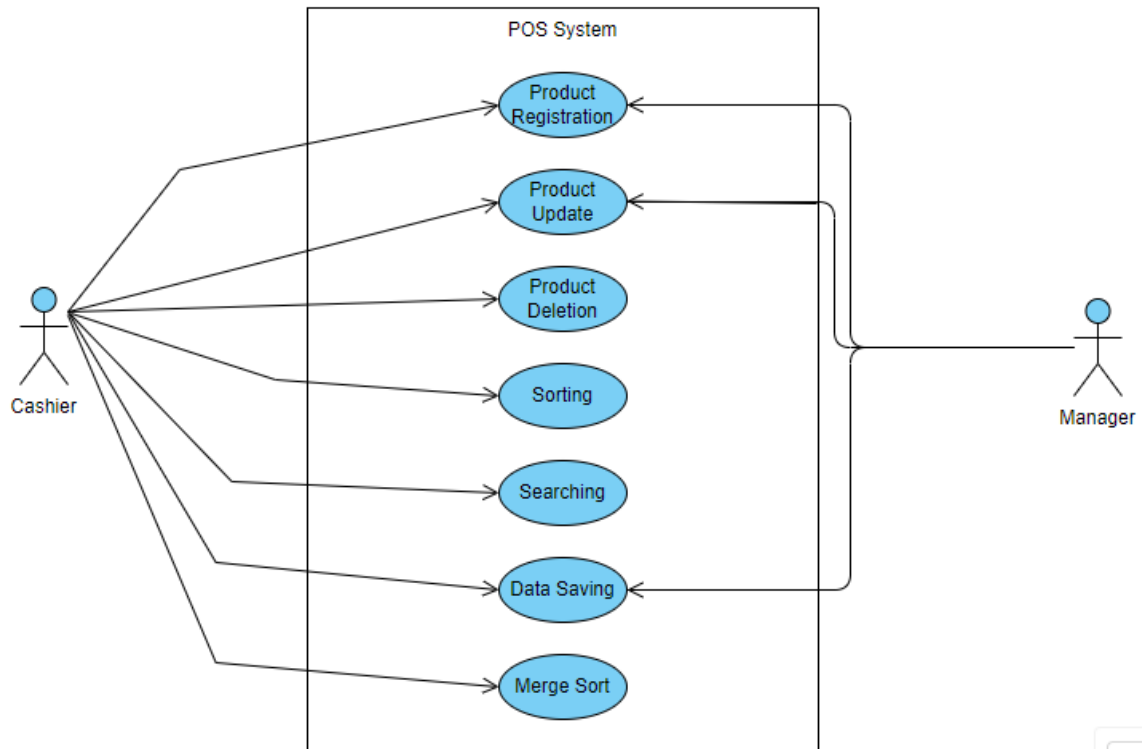 POS System
Product
Registration
Product
Update
Product
Deletion
Cashier
Sorting
Manager
Searching
Data Saving
Merge Sort